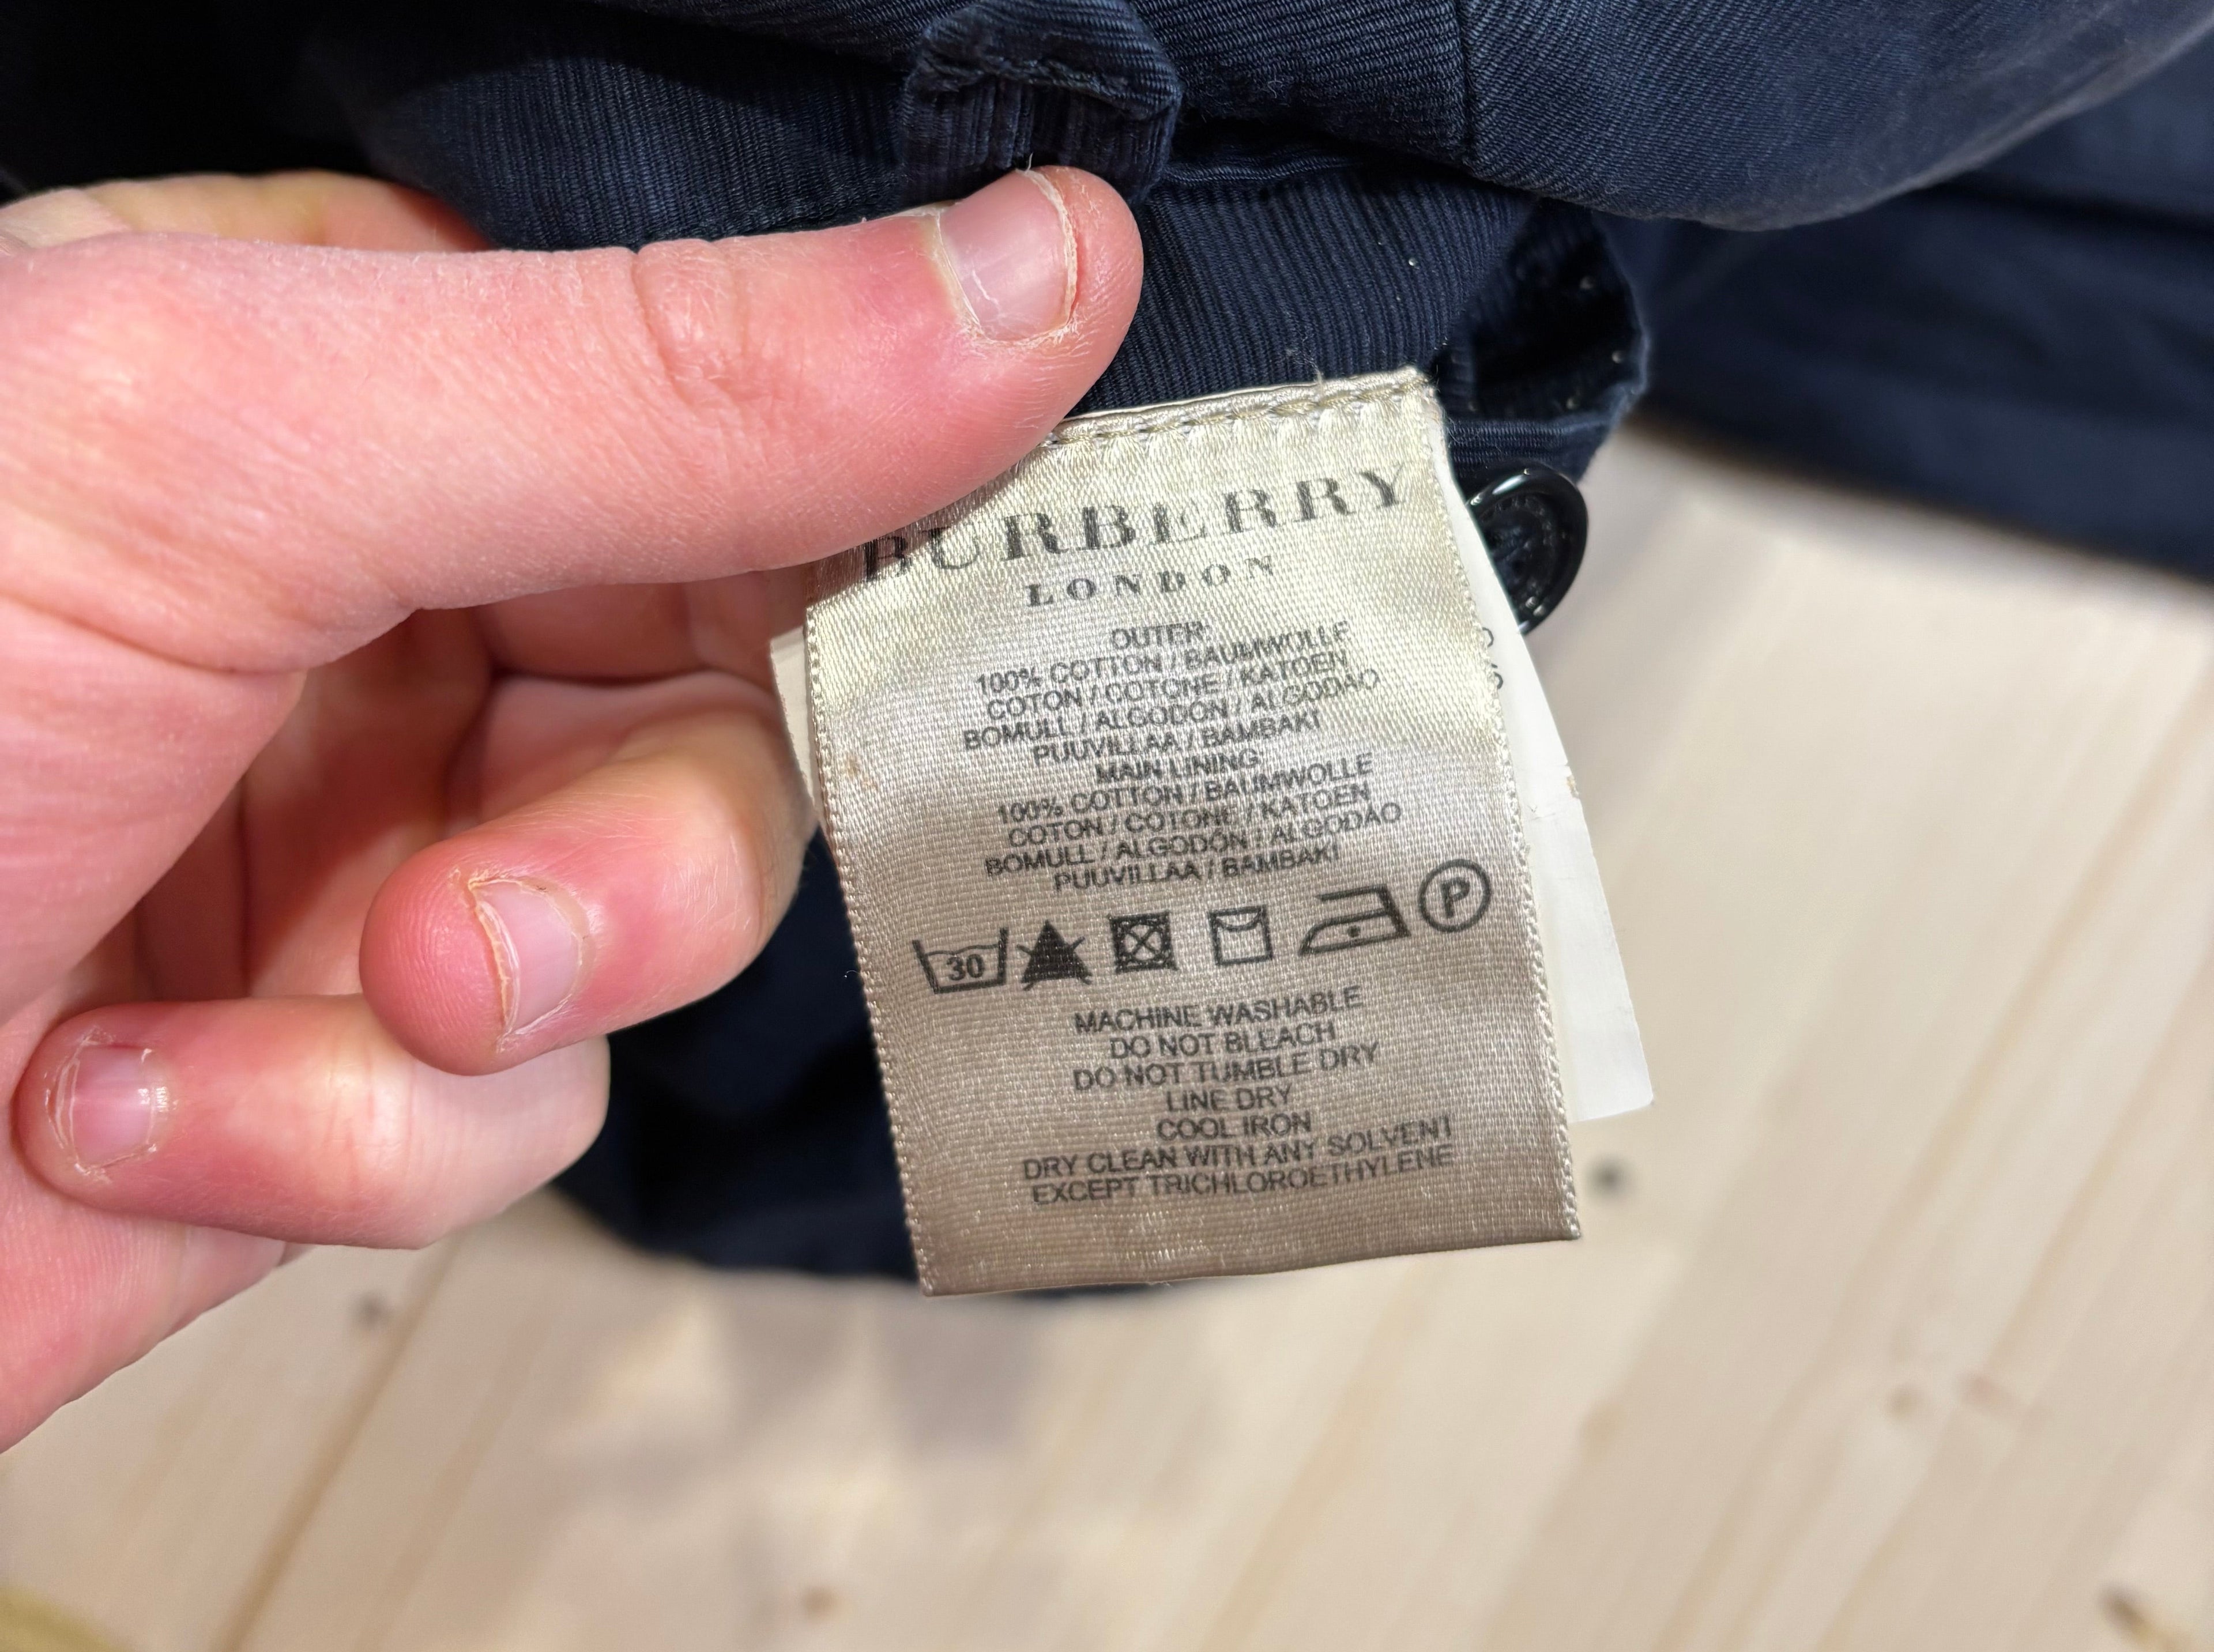 BURBERRY
LONDON
OUTER:
100% COTTON / BAUMWOLLE
COTON / COTONE / KATOEN
BOMULL / ALGODÓN / ALGODÃO
PUUVILLAA / BAMBAKI
MAIN LINING:
100% COTTON / BAUMWOLLE
COTON / COTONE / KATOEN
BOMULL / ALGODÓN / ALGODÃO
PUUVILLAA / BAMBAKI
30 P
MACHINE WASHABLE
DO NOT BLEACH
DO NOT TUMBLE DRY
LINE DRY
COOL IRON
DRY CLEAN WITH ANY SOLVENT
EXCEPT TRICHLOROETHYLENE